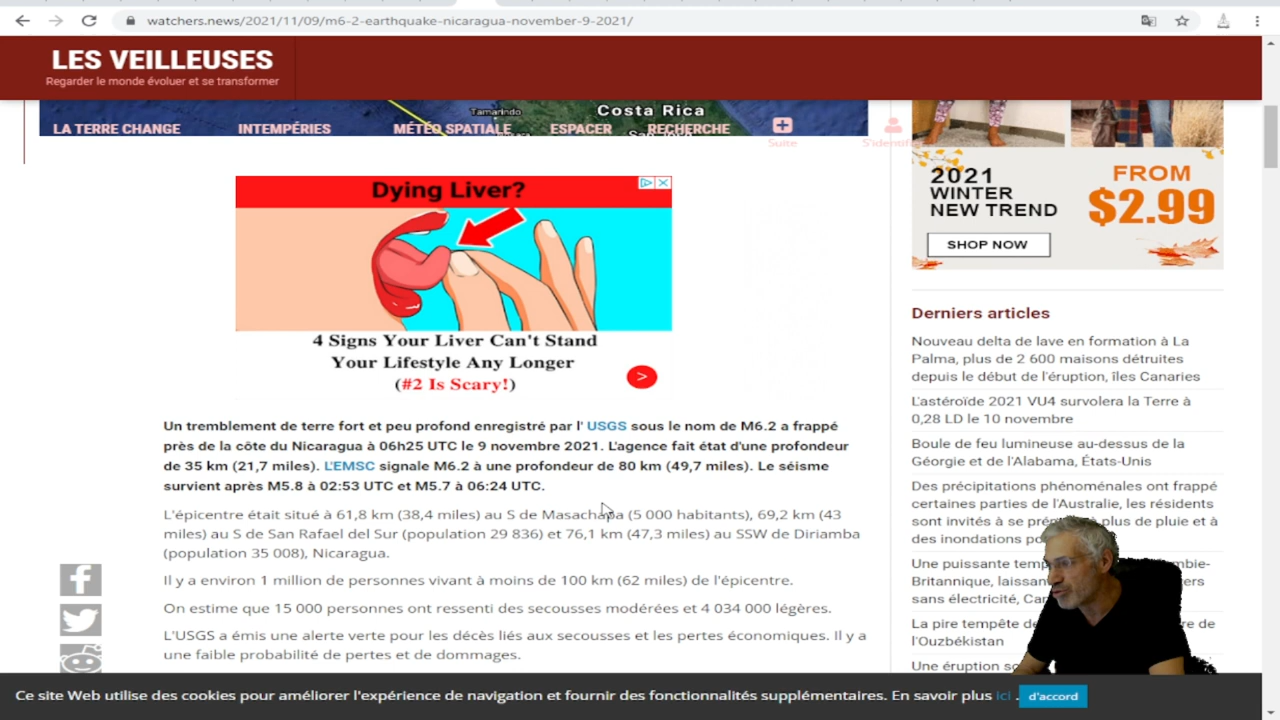 watchers.news/2021/11/09/m6-2-earthquake-nicaragua-november-9-2021/
LES VEILLEUSES
Regarder le monde évoluer et se transformer
Tamarindo
Costa Rica
LA TERRE CHANGE
INTEMPÉRIES
MÉTÉO SPATIALE
ESPACER
RECHERCHE
Suite
Dying Liver?
4 Signs Your Liver Can't Stand
Your Lifestyle Any Longer
(#2 Is Scary!)
2021
WINTER
NEW TREND
FROM
$2.99
SHOP NOW
Un tremblement de terre fort et peu profond enregistré par l' USGS sous le nom de M6.2 a frappé
près de la côte du Nicaragua à 06h25 UTC le 9 novembre 2021. L'agence fait état d'une profondeur
de 35 km (21,7 miles). L'EMSC signale M6.2 à une profondeur de 80 km (49,7 miles). Le séisme
survient après M5.8 à 02:53 UTC et M5.7 à 06:24 UTC.
L'épicentre était situé à 61,8 km (38,4 miles) au S de Masachapa (5 000 habitants), 69,2 km (43
miles) au S de San Rafael del Sur (population 29 836) et 76,1 km (47,3 miles) au SSW de Diriamba
(population 35 008), Nicaragua.
Il y a environ 1 million de personnes vivant à moins de 100 km (62 miles) de l'épicentre.
On estime que 15 000 personnes ont ressenti des secousses modérées et 4 034 000 légères.
L'USGS a émis une alerte verte pour les décès liés aux secousses et les pertes économiques. Il y a
une faible probabilité de pertes et de dommages.
Derniers articles
Nouveau delta de lave en formation à La
Palma, plus de 2 600 maisons détruites
depuis le début de l'éruption, îles Canaries
L'astéroïde 2021 VU4 survolera la Terre à
0,28 LD le 10 novembre
Boule de feu lumineuse au-dessus de la
Géorgie et de l'Alabama, États-Unis
Des précipitations phénoménales ont frappé
certaines parties de l'Australie, les résidents
sont invités à se à plus de pluie et à
des inondations
Une puissante
Britannique,
sans électricité,
La pire tempête de
l'Ouzbékistan
Une éruption
Ce site Web utilise des cookies pour améliorer l'expérience de navigation et fournir des fonctionnalités supplémentaires. En savoir plus ici . d'accord